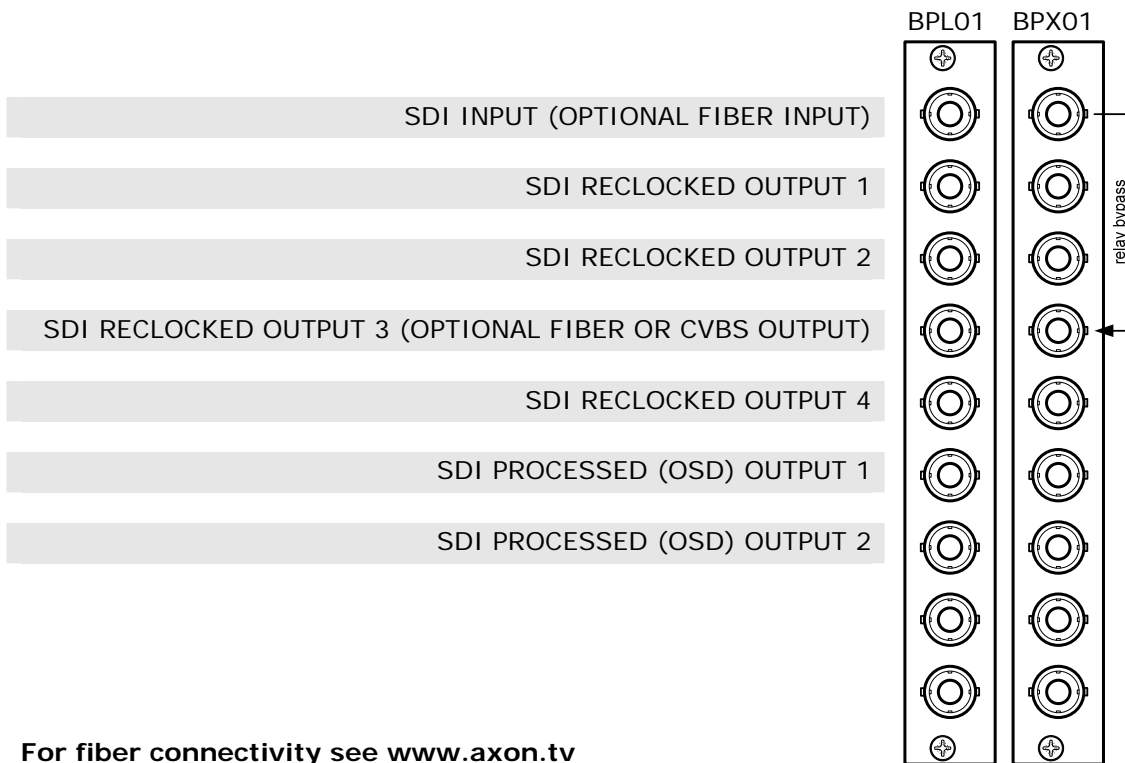 BPL01 BPX01
SDI INPUT (OPTIONAL FIBER INPUT)
SDI RECLOCKED OUTPUT 1
relay bypass
SDI RECLOCKED OUTPUT 2
SDI RECLOCKED OUTPUT 3 (OPTIONAL FIBER OR CVBS OUTPUT)
SDI RECLOCKED OUTPUT 4
SDI PROCESSED (OSD) OUTPUT 1
SDI PROCESSED (OSD) OUTPUT 2
For fiber connectivity see www.axon.tv